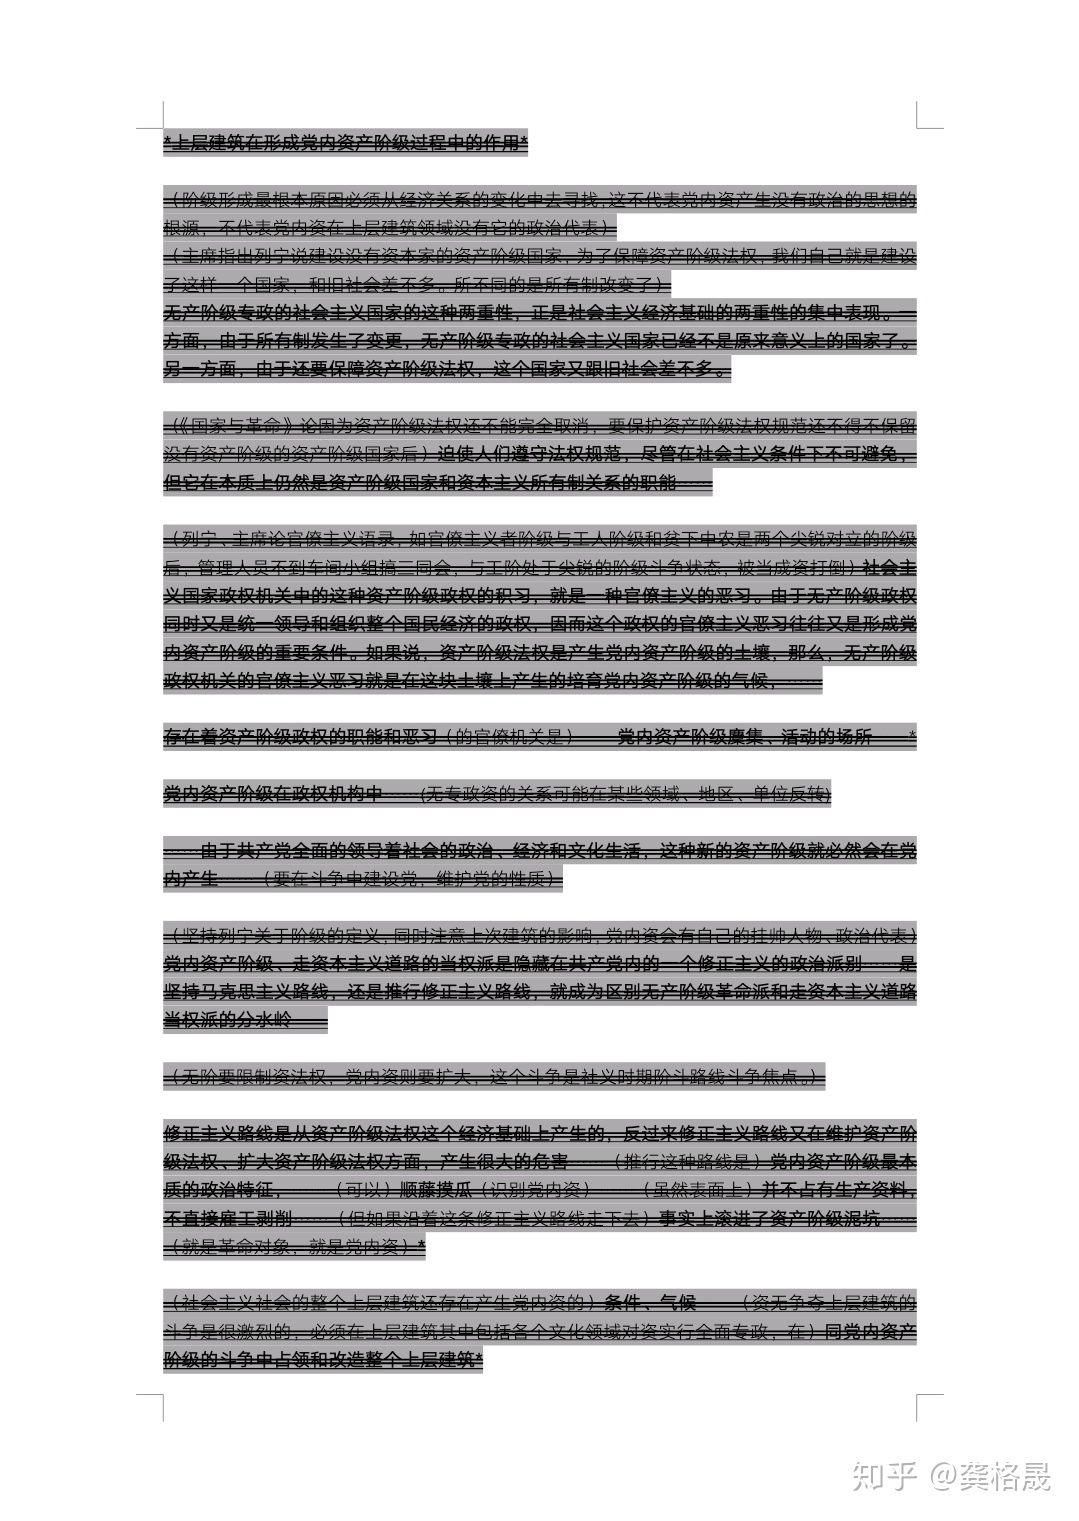 *上层建筑在形成党内资产阶级过程中的作用*
（阶级形成最根本原因必须从经济关系的变化中去寻找，这不代表党内资产生没有政治的思想的
根源，不代表党内资在上层建筑领域没有它的政治代表）
（主席指出列宁说建设没有资本家的资产阶级国家，为了保障资产阶级法权，我们自己就是建设
了这样一个国家，和旧社会差不多。所不同的是所有制改变了）
无产阶级专政的社会主义国家的这种两重性，正是社会主义经济基础的两重性的集中表现。一
方面，由于所有制发生了变更，无产阶级专政的社会主义国家已经不是原来意义上的国家了。
另一方面，由于还要保障资产阶级法权，这个国家又跟旧社会差不多。
（《国家与革命》论因为资产阶级法权还不能完全取消，要保护资产阶级法权规范还不得不保留
没有资产阶级的资产阶级国家后）迫使人们遵守法权规范，尽管在社会主义条件下不可避免，
但它在本质上仍然是资产阶级国家和资本主义所有制关系的职能……
（列宁、主席论官僚主义语录，如官僚主义者阶级与工人阶级和贫下中农是两个尖锐对立的阶级
后，管理人员不到车间小组搞三同会，与工阶处于尖锐的阶级斗争状态，被当成资打倒）社会主
义国家政权机关中的这种资产阶级政权的积习，就是一种官僚主义的恶习。由于无产阶级政权
同时又是统一领导和组织整个国民经济的政权，因而这个政权的官僚主义恶习往往又是形成党
内资产阶级的重要条件。如果说，资产阶级法权是产生党内资产阶级的土壤，那么，无产阶级
政权机关的官僚主义恶习就是在这块土壤上产生的培育党内资产阶级的气候，……
存在着资产阶级政权的职能和恶习（的官僚机关是）……党内资产阶级麇集、活动的场所……*
党内资产阶级在政权机构中……(无专政资的关系可能在某些领域、地区、单位反转)
……由于共产党全面的领导着社会的政治、经济和文化生活，这种新的资产阶级就必然会在党
内产生……（要在斗争中建设党，维护党的性质）
（坚持列宁关于阶级的定义，同时注意上次建筑的影响，党内资会有自己的挂帅人物、政治代表）
党内资产阶级、走资本主义道路的当权派是隐藏在共产党内的一个修正主义的政治派别……是
坚持马克思主义路线，还是推行修正主义路线，就成为区别无产阶级革命派和走资本主义道路
当权派的分水岭……
（无阶要限制资法权，党内资则要扩大，这个斗争是社义时期阶斗路线斗争焦点。）
修正主义路线是从资产阶级法权这个经济基础上产生的，反过来修正主义路线又在维护资产阶
级法权、扩大资产阶级法权方面，产生很大的危害……（推行这种路线是）党内资产阶级最本
质的政治特征，……（可以）顺藤摸瓜（识别党内资）……（虽然表面上）并不占有生产资料，
不直接雇工剥削……（但如果沿着这条修正主义路线走下去）事实上滚进了资产阶级泥坑……
（就是革命对象，就是党内资）*
（社会主义社会的整个上层建筑还存在产生党内资的）条件、气候……（资无争夺上层建筑的
斗争是很激烈的，必须在上层建筑其中包括各个文化领域对资实行全面专政，在）同党内资产
阶级的斗争中占领和改造整个上层建筑*
知乎 @龚格晟